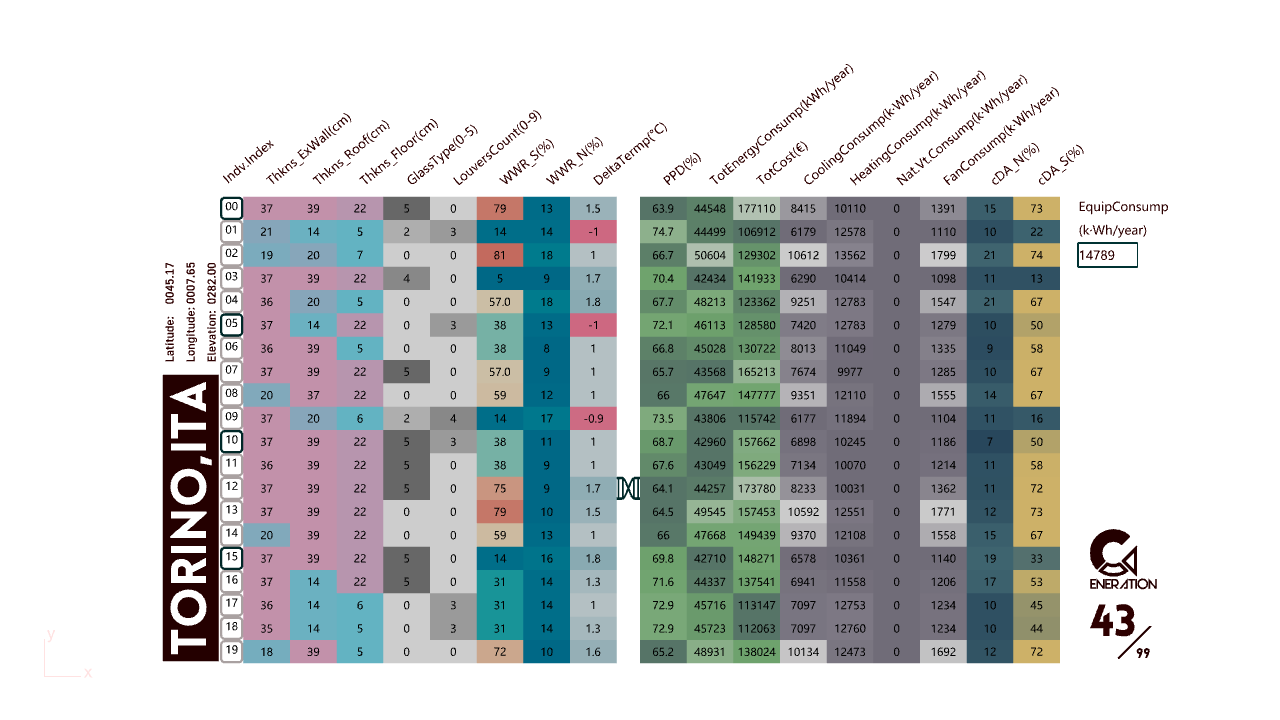 Indv.Index Thkns_ExWall(cm) Thkns_Roof(cm) Thkns_Floor(cm) GlassType(0-5) LouversCount(0-9) WWR_S(%) WWR_N(%) DeltaTermp(°C) PPD(%) TotEnergyConsump(kWh/year) TotCost(€) CoolingConsump(k·Wh/year) HeatingConsump(k·Wh/year) Nat.Vt.Consump(k·Wh/year) FanConsump(k·Wh/year) cDA_N(%) cDA_S(%)
00 37 39 22 5 0 79 13 1.5 63.9 44548 177110 8415 10110 0 1391 15 73
01 21 14 5 2 3 14 14 -1 74.7 44499 106912 6179 12578 0 1110 10 22
02 19 20 7 0 0 81 18 1 66.7 50604 129302 10612 13562 0 1799 21 74
03 37 39 22 4 0 5 9 1.7 70.4 42434 141933 6290 10414 0 1098 11 13
04 36 20 5 0 0 57.0 18 1.8 67.7 48213 123362 9251 12783 0 1547 21 67
05 37 14 22 0 3 38 13 -1 72.1 46113 128580 7420 12783 0 1279 10 50
06 36 39 5 0 0 38 8 1 66.8 45028 130722 8013 11049 0 1335 9 58
07 37 39 22 5 0 57.0 9 1 65.7 43568 165213 7674 9977 0 1285 10 67
08 20 37 22 0 0 59 12 1 66 47647 147777 9351 12110 0 1555 14 67
09 37 20 6 2 4 14 17 -0.9 73.5 43806 115742 6177 11894 0 1104 11 16
10 37 39 22 5 3 38 11 1 68.7 42960 157662 6898 10245 0 1186 7 50
11 36 39 22 5 0 38 9 1 67.6 43049 156229 7134 10070 0 1214 11 58
12 37 39 22 5 0 75 9 1.7 64.1 44257 173780 8233 10031 0 1362 11 72
13 37 39 22 0 0 79 10 1.5 64.5 49545 157453 10592 12551 0 1771 12 73
14 20 39 22 0 0 59 13 1 66 47668 149439 9370 12108 0 1558 15 67
15 37 39 22 5 0 14 16 1.8 69.8 42710 148271 6578 10361 0 1140 19 33
16 37 14 22 5 0 31 14 1.3 71.6 44337 137541 6941 11558 0 1206 17 53
17 36 14 6 0 3 31 14 1 72.9 45716 113147 7097 12753 0 1234 10 45
18 35 14 5 0 3 31 14 1.3 72.9 45723 112063 7097 12760 0 1234 10 44
19 18 39 5 0 0 72 10 1.6 65.2 48931 138024 10134 12473 0 1692 12 72
EquipConsump
(k·Wh/year)
14789
Latitude: 0045.17
Longitude: 0007.65
Elevation: 0282.00
TORINO,ITA
ENERATION
43/99
y
x